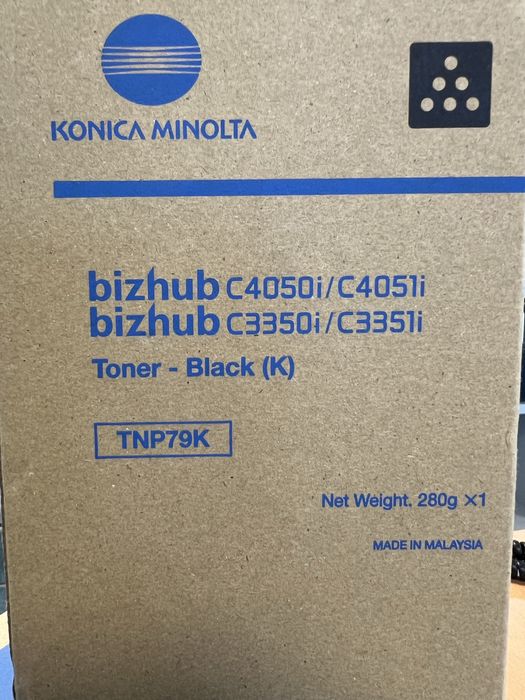 KONICA MINOLTA
bizhub C4050i/C4051i
bizhub C3350i/C3351i
Toner - Black (K)
TNP79K
Net Weight. 280g ×1
MADE IN MALAYSIA